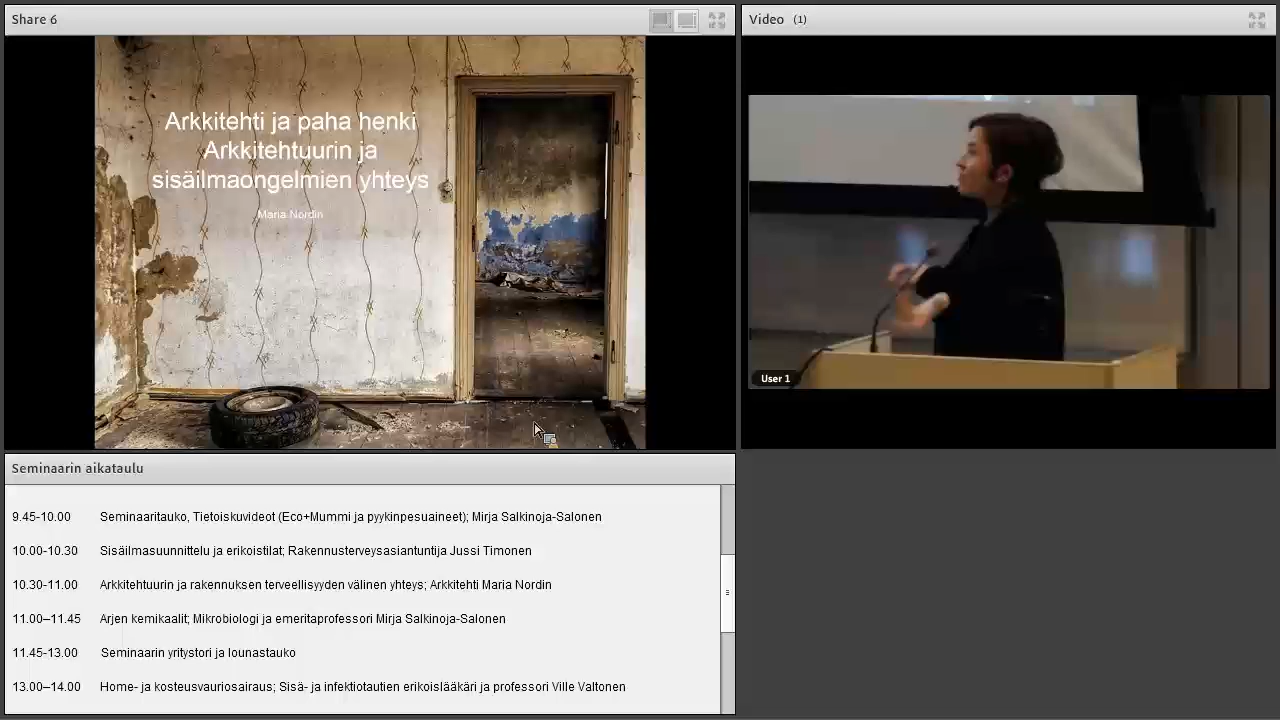 Share 6
Video (1)
Arkkitehti ja paha henki
Arkkitehtuurin ja
sisäilmaongelmien yhteys
Maria Nordin
User 1
Seminaarin aikataulu
9.45-10.00 Seminaaritauko, Tietoiskuvideot (Eco+Mummi ja pyykinpesuaineet); Mirja Salkinoja-Salonen
10.00-10.30 Sisäilmasuunnittelu ja erikoistilat; Rakennusterveysasiantuntija Jussi Timonen
10.30-11.00 Arkkitehtuurin ja rakennuksen terveellisyyden välinen yhteys; Arkkitehti Maria Nordin
11.00–11.45 Arjen kemikaalit; Mikrobiologi ja emeritaprofessori Mirja Salkinoja-Salonen
11.45-13.00 Seminaarin yritystori ja lounastauko
13.00–14.00 Home- ja kosteusvauriosairaus; Sisä- ja infektiotautien erikoislääkäri ja professori Ville Valtonen